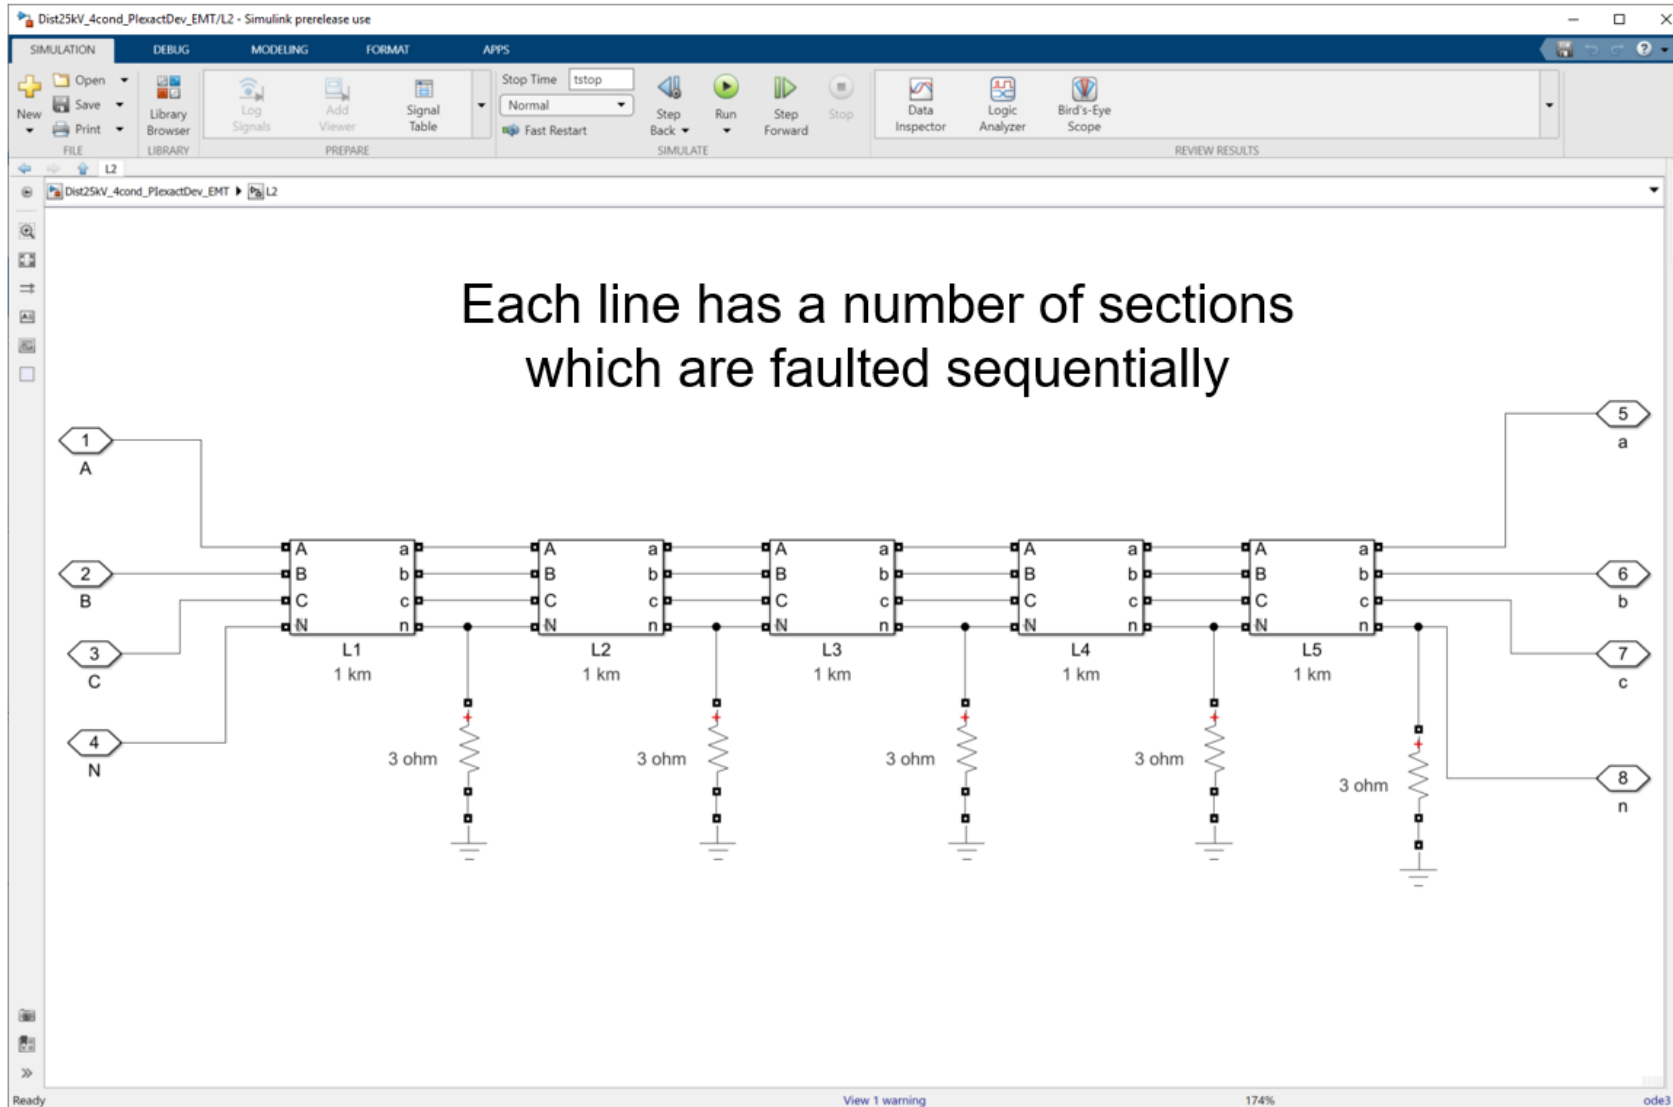 Dist25kV_4cond_PlexactDev_EMT/L2 - Simulink prerelease use
SIMULATION DEBUG MODELING FORMAT APPS
New
Open
Save
Print
FILE
Library
Browser
LIBRARY
Log
Signals
Add
Viewer
Signal
Table
PREPARE
Stop Time tstop
Normal
Fast Restart
Step
Back
Run
Step
Forward
Stop
SIMULATE
Data
Inspector
Logic
Analyzer
Bird's-Eye
Scope
REVIEW RESULTS
L2
Dist25kV_4cond_PlexactDev_EMT L2
Each line has a number of sections
which are faulted sequentially
1
A
2
B
3
C
4
N
A a
B b
C c
N n
L1
1 km
A a
B b
C c
N n
L2
1 km
A a
B b
C c
N n
L3
1 km
A a
B b
C c
N n
L4
1 km
A a
B b
C c
N n
L5
1 km
5
a
6
b
7
c
8
n
3 ohm
3 ohm
3 ohm
3 ohm
3 ohm
Ready View 1 warning 174% ode3